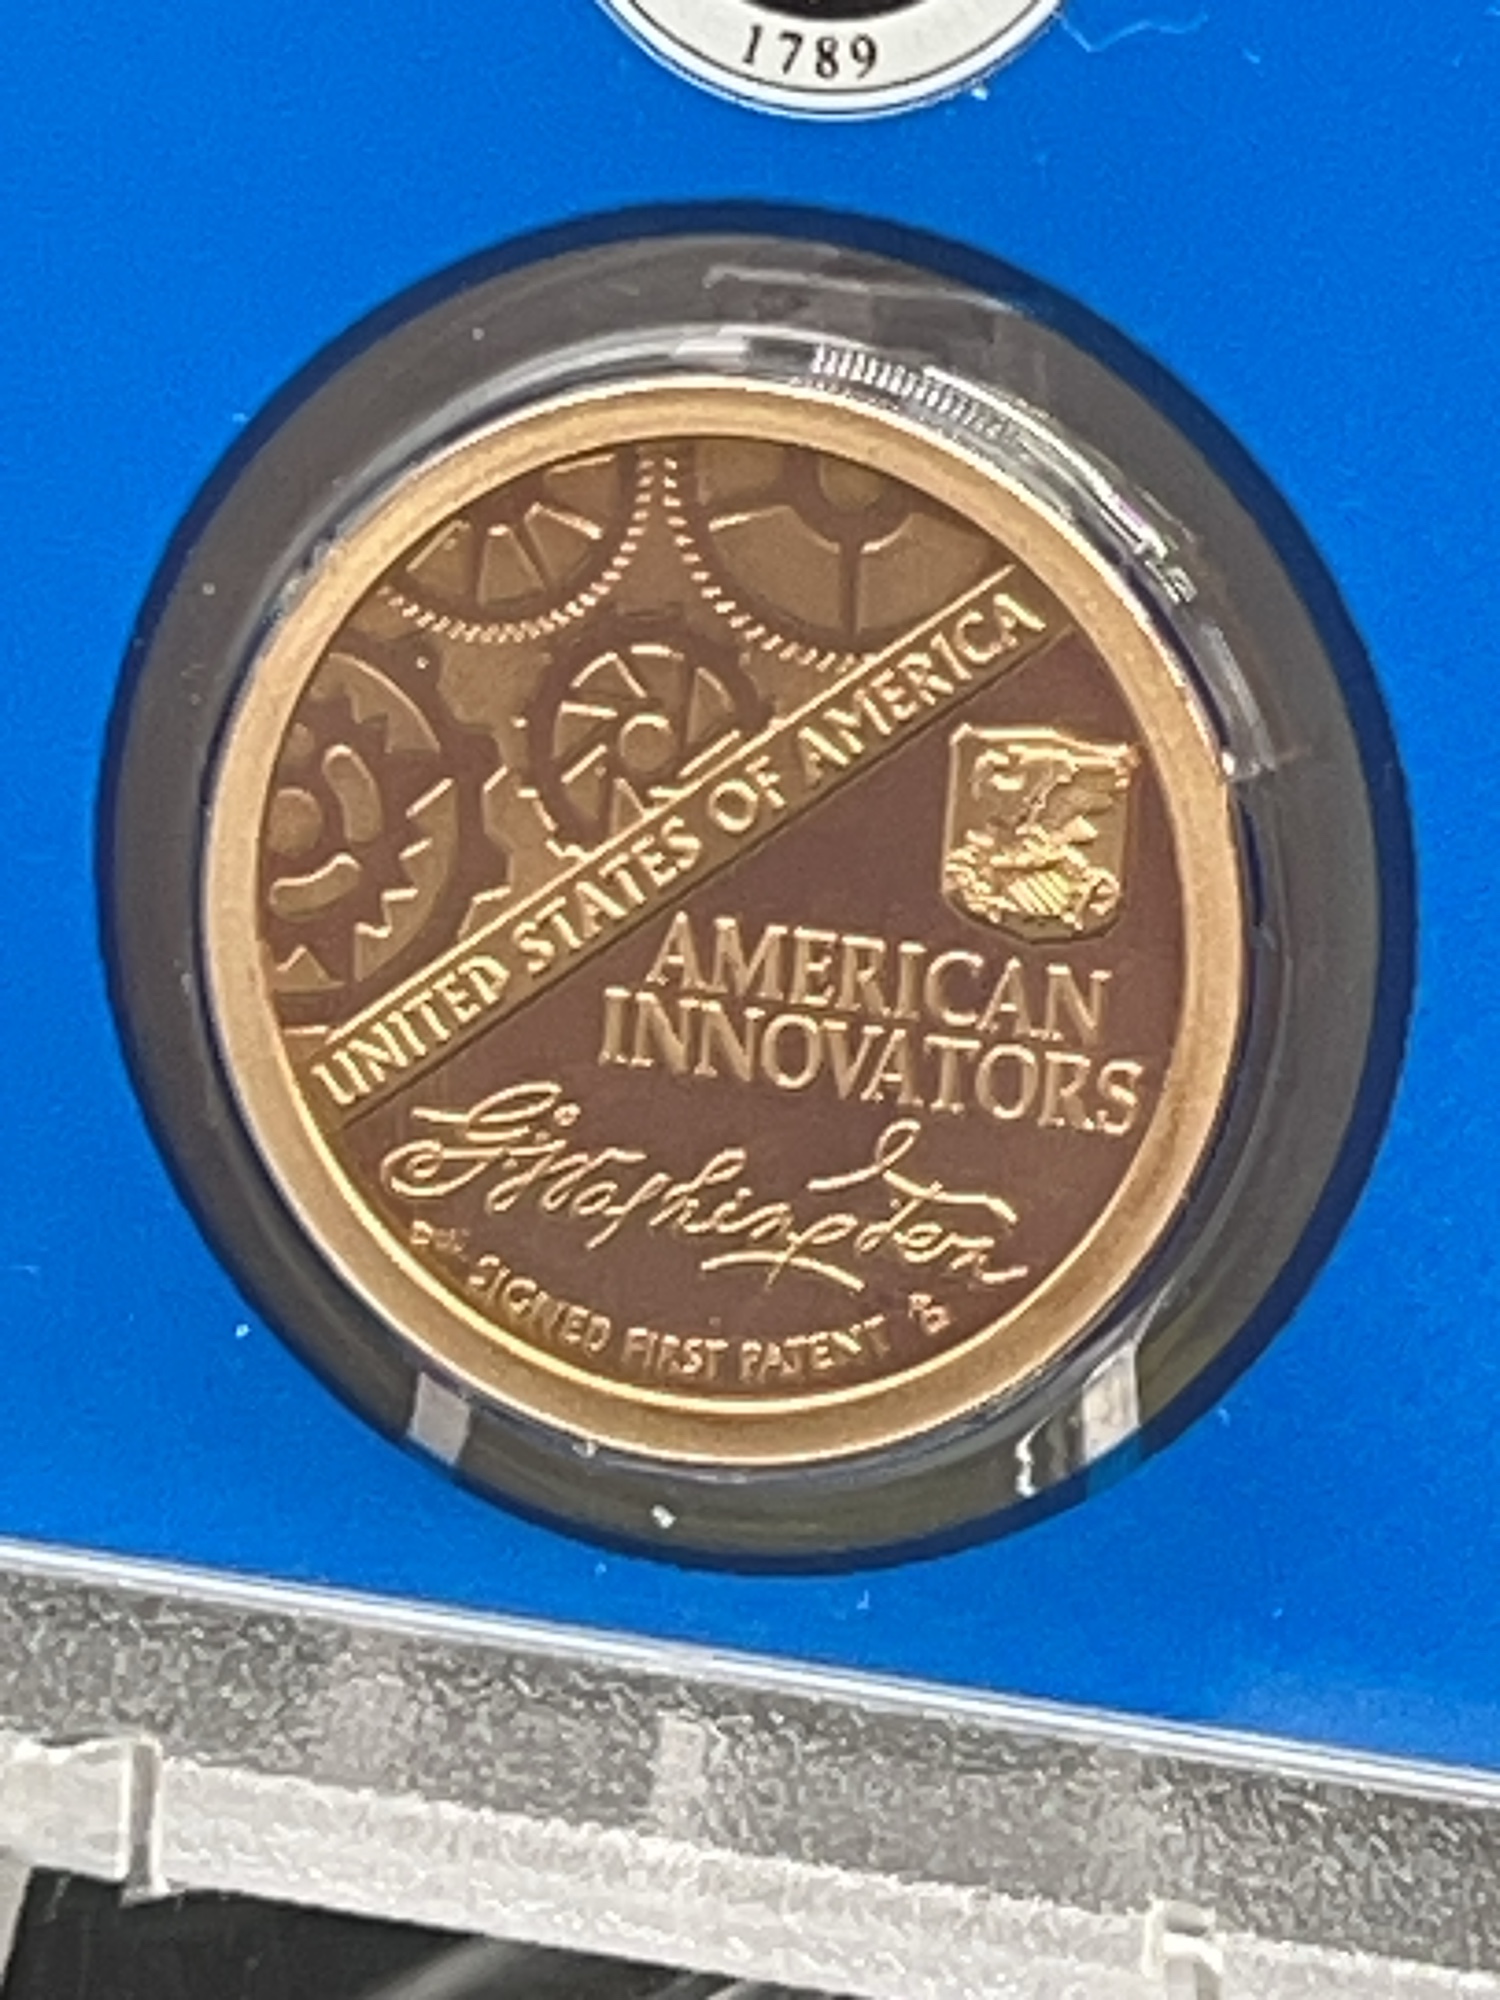 1789
UNITED STATES OF AMERICA
AMERICAN
INNOVATORS
G:Washington
SIGNED FIRST PATENT